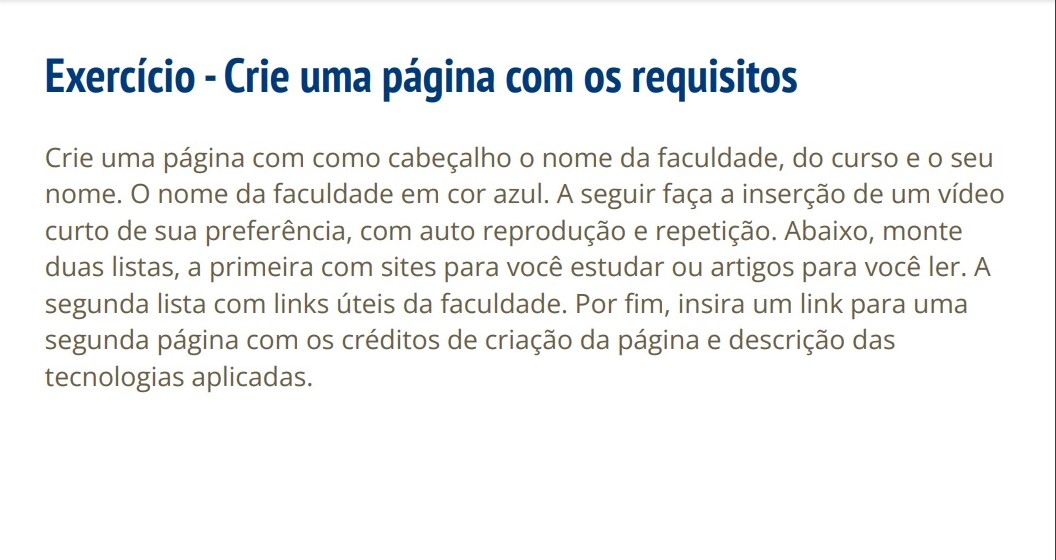 Exercício - Crie uma página com os requisitos
Crie uma página com como cabeçalho o nome da faculdade, do curso e o seu
nome. O nome da faculdade em cor azul. A seguir faça a inserção de um vídeo
curto de sua preferência, com auto reprodução e repetição. Abaixo, monte
duas listas, a primeira com sites para você estudar ou artigos para você ler. A
segunda lista com links úteis da faculdade. Por fim, insira um link para uma
segunda página com os créditos de criação da página e descrição das
tecnologias aplicadas.